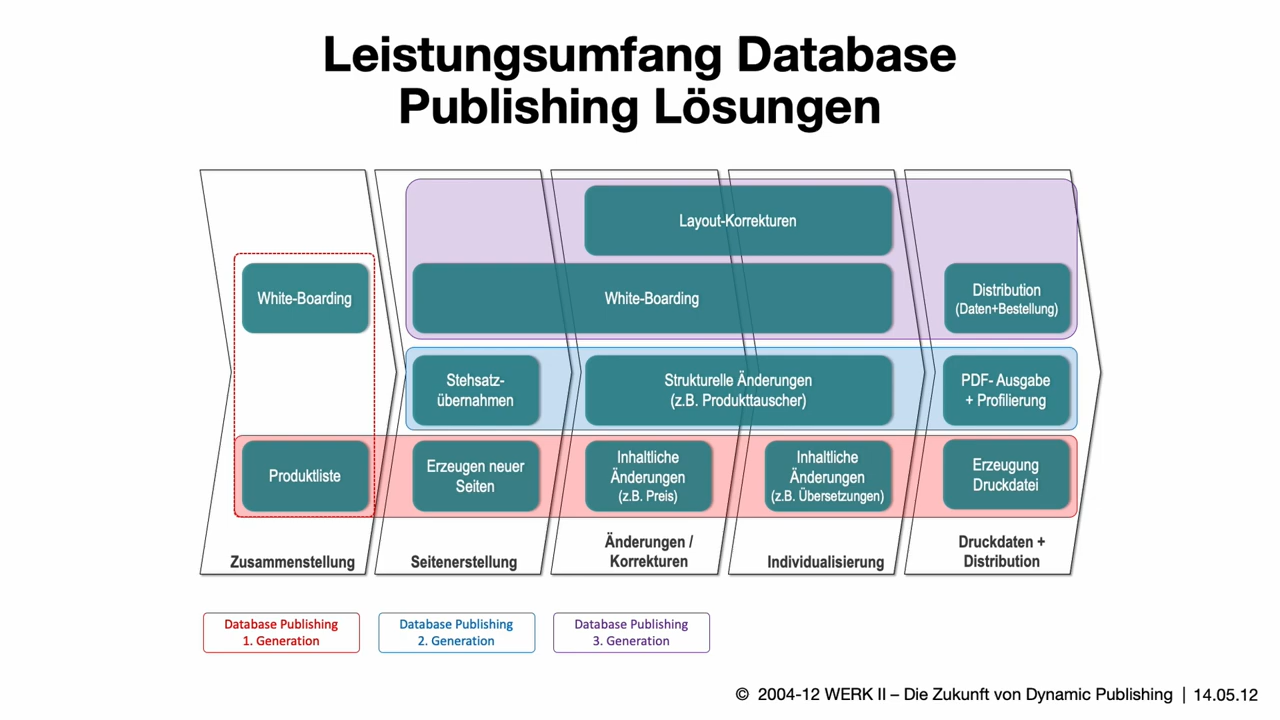 Leistungsumfang Database
Publishing Lösungen
Layout-Korrekturen
White-Boarding
White-Boarding
Distribution
(Daten+Bestellung)
Stehsatz-
übernahmen
Strukturelle Änderungen
(z.B. Produkttauscher)
PDF- Ausgabe
+ Profilierung
Produktliste
Erzeugen neuer
Seiten
Inhaltliche
Änderungen
(z.B. Preis)
Inhaltliche
Änderungen
(z.B. Übersetzungen)
Erzeugung
Druckdatei
Zusammenstellung
Seitenerstellung
Änderungen /
Korrekturen
Individualisierung
Druckdaten +
Distribution
Database Publishing
1. Generation
Database Publishing
2. Generation
Database Publishing
3. Generation
© 2004-12 WERK II – Die Zukunft von Dynamic Publishing | 14.05.12